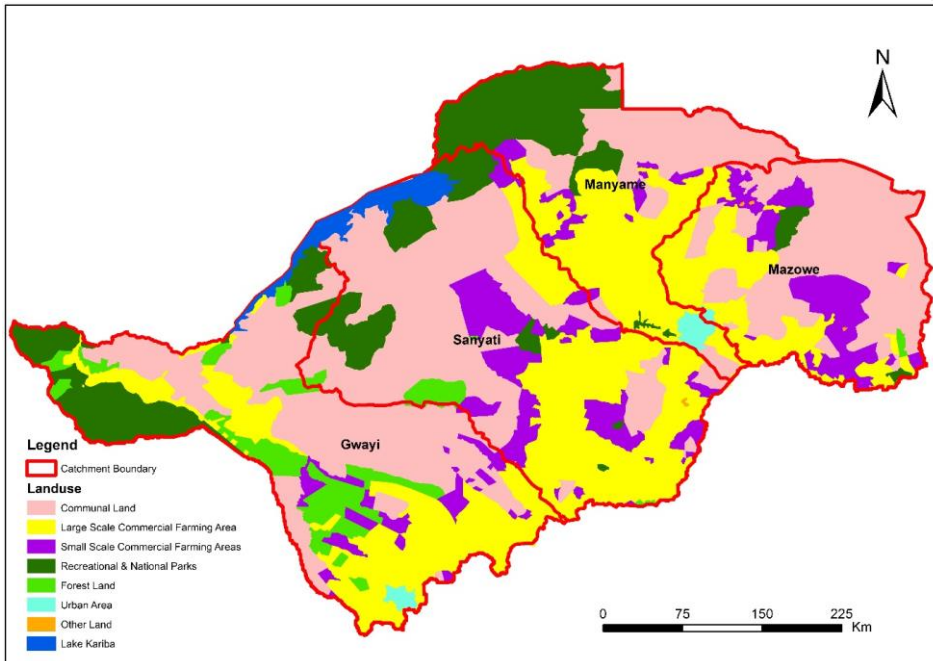 N
Manyame
Mazowe
Sanyati
Gwayi
Legend
Catchment Boundary
Landuse
Communal Land
Large Scale Commercial Farming Area
Small Scale Commercial Farming Areas
Recreational & National Parks
Forest Land
Urban Area
Other Land
Lake Kariba
0 75 150 225
Km